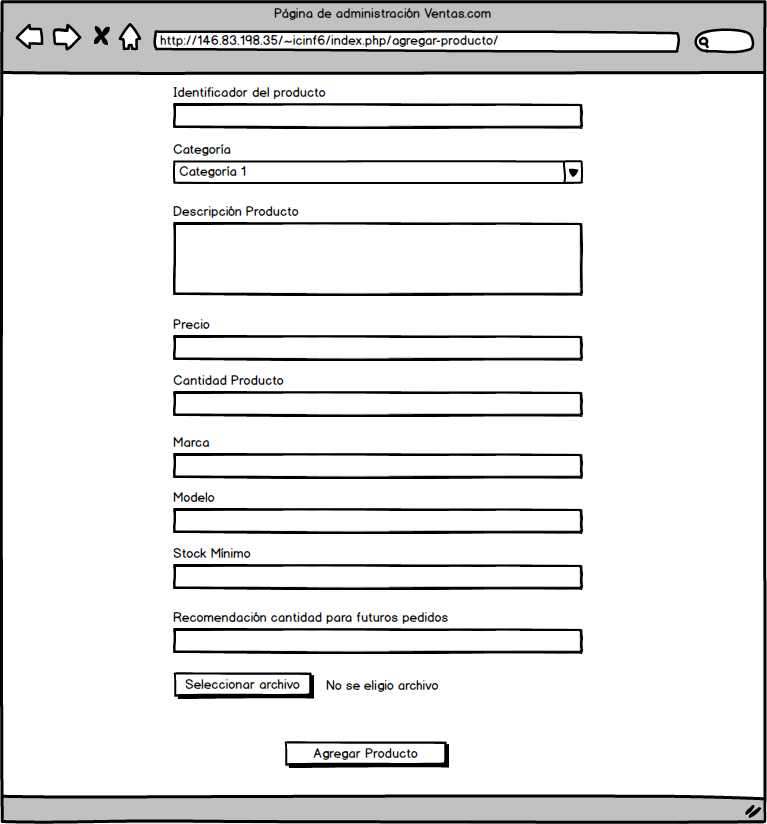 Página de administración Ventas.com
http://146.83.198.35/~icinf6/index.php/agregar-producto/
Identificador del producto
Categoría
Categoría 1
Descripción Producto
Precio
Cantidad Producto
Marca
Modelo
Stock Mínimo
Recomendación cantidad para futuros pedidos
Seleccionar archivo No se eligio archivo
Agregar Producto